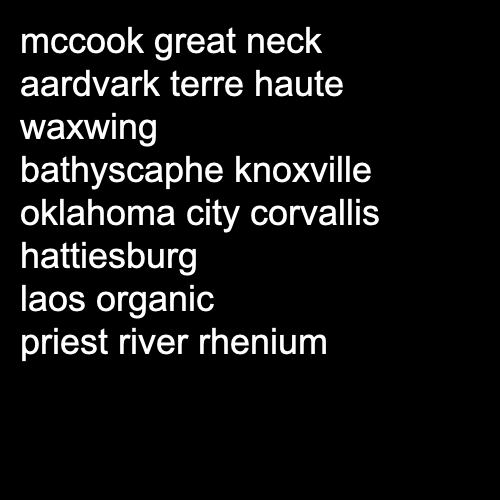 mccook great neck
aardvark terre haute
waxwing
bathyscaphe knoxville
oklahoma city corvallis
hattiesburg
laos organic
priest river rhenium